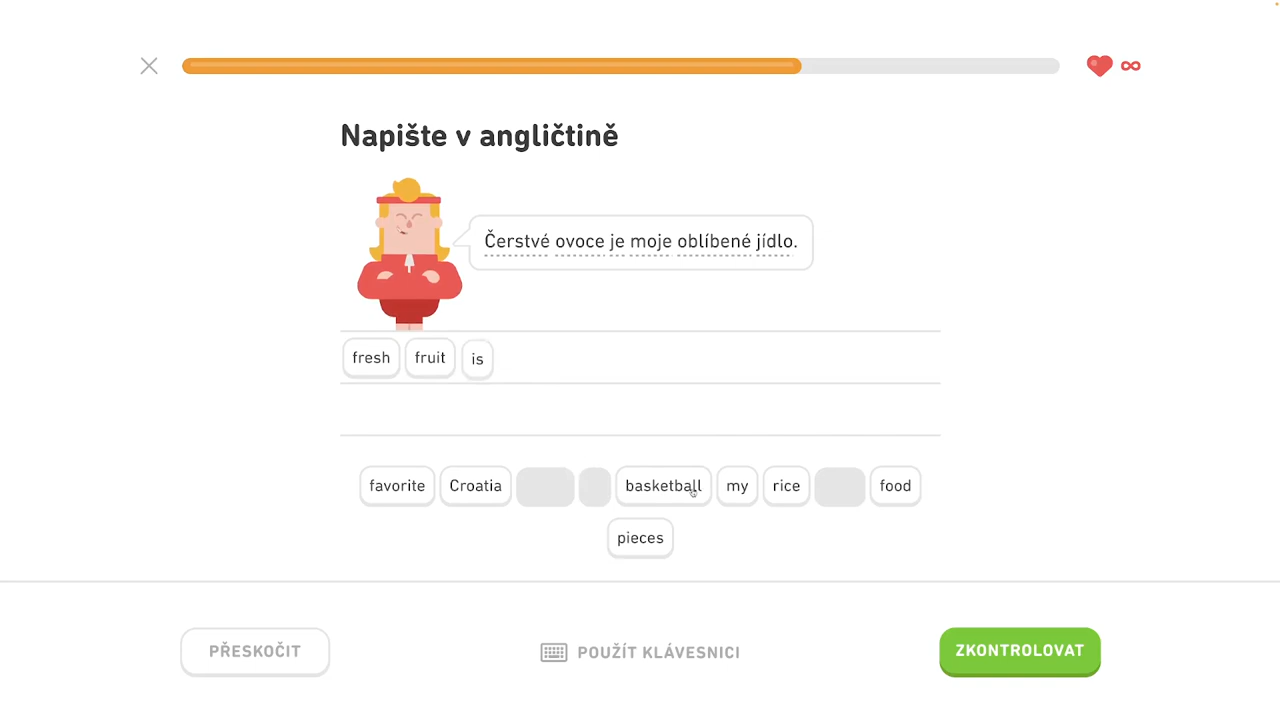 Napište v angličtině
Čerstvé ovoce je moje oblíbené jídlo.
fresh fruit is
favorite Croatia basketball my rice food
pieces
PŘESKOČIT POUŽÍT KLÁVESNICI ZKONTROLOVAT